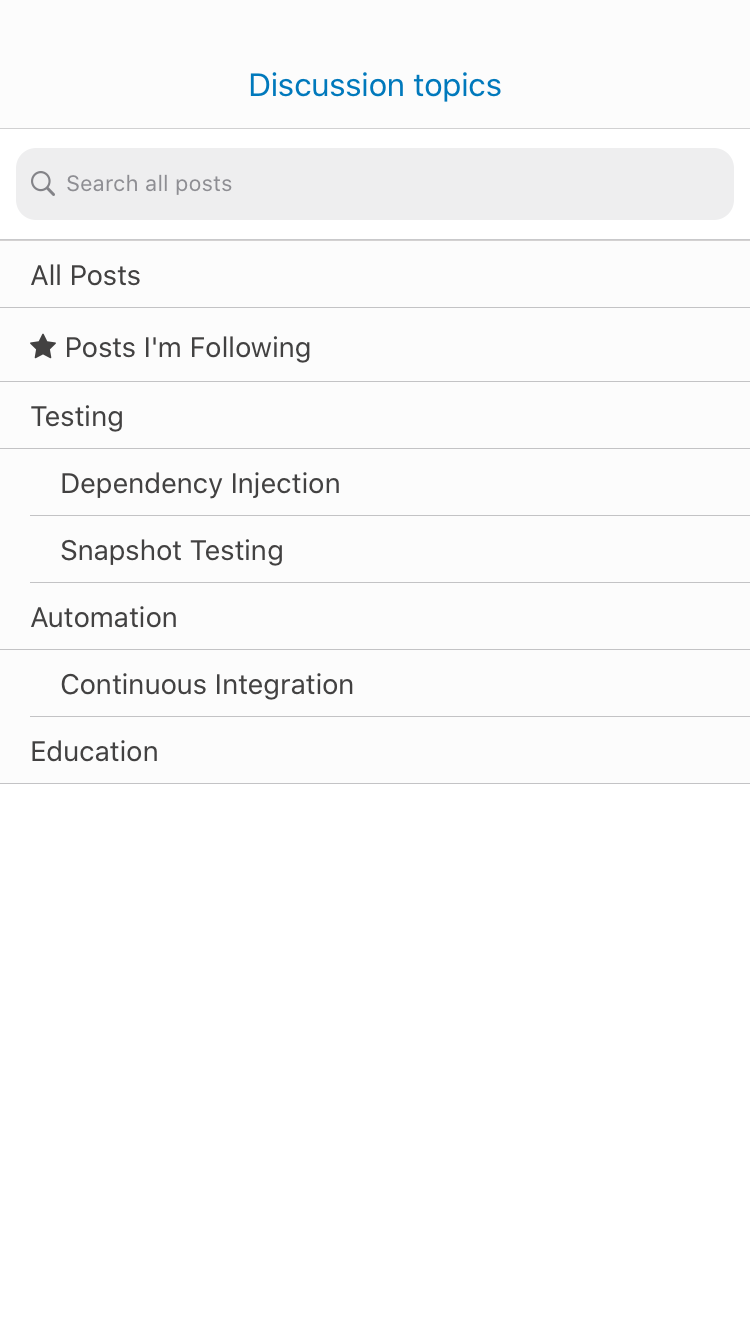 Discussion topics
Search all posts
All Posts
Posts I'm Following
Testing
Dependency Injection
Snapshot Testing
Automation
Continuous Integration
Education